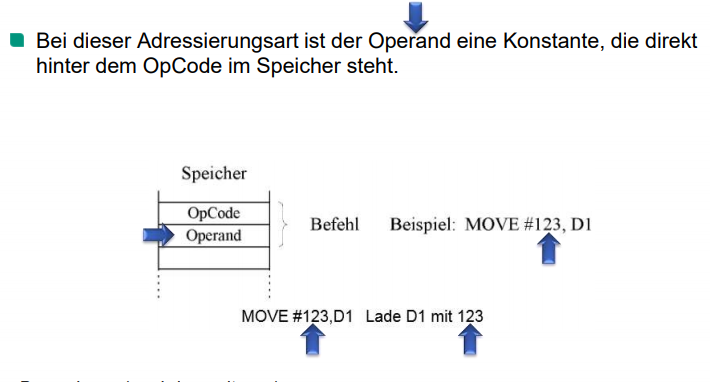 Bei dieser Adressierungsart ist der Operand eine Konstante, die direkt
hinter dem OpCode im Speicher steht.
Speicher
OpCode
Operand
Befehl
Beispiel: MOVE #123, D1
MOVE #123,D1 Lade D1 mit 123